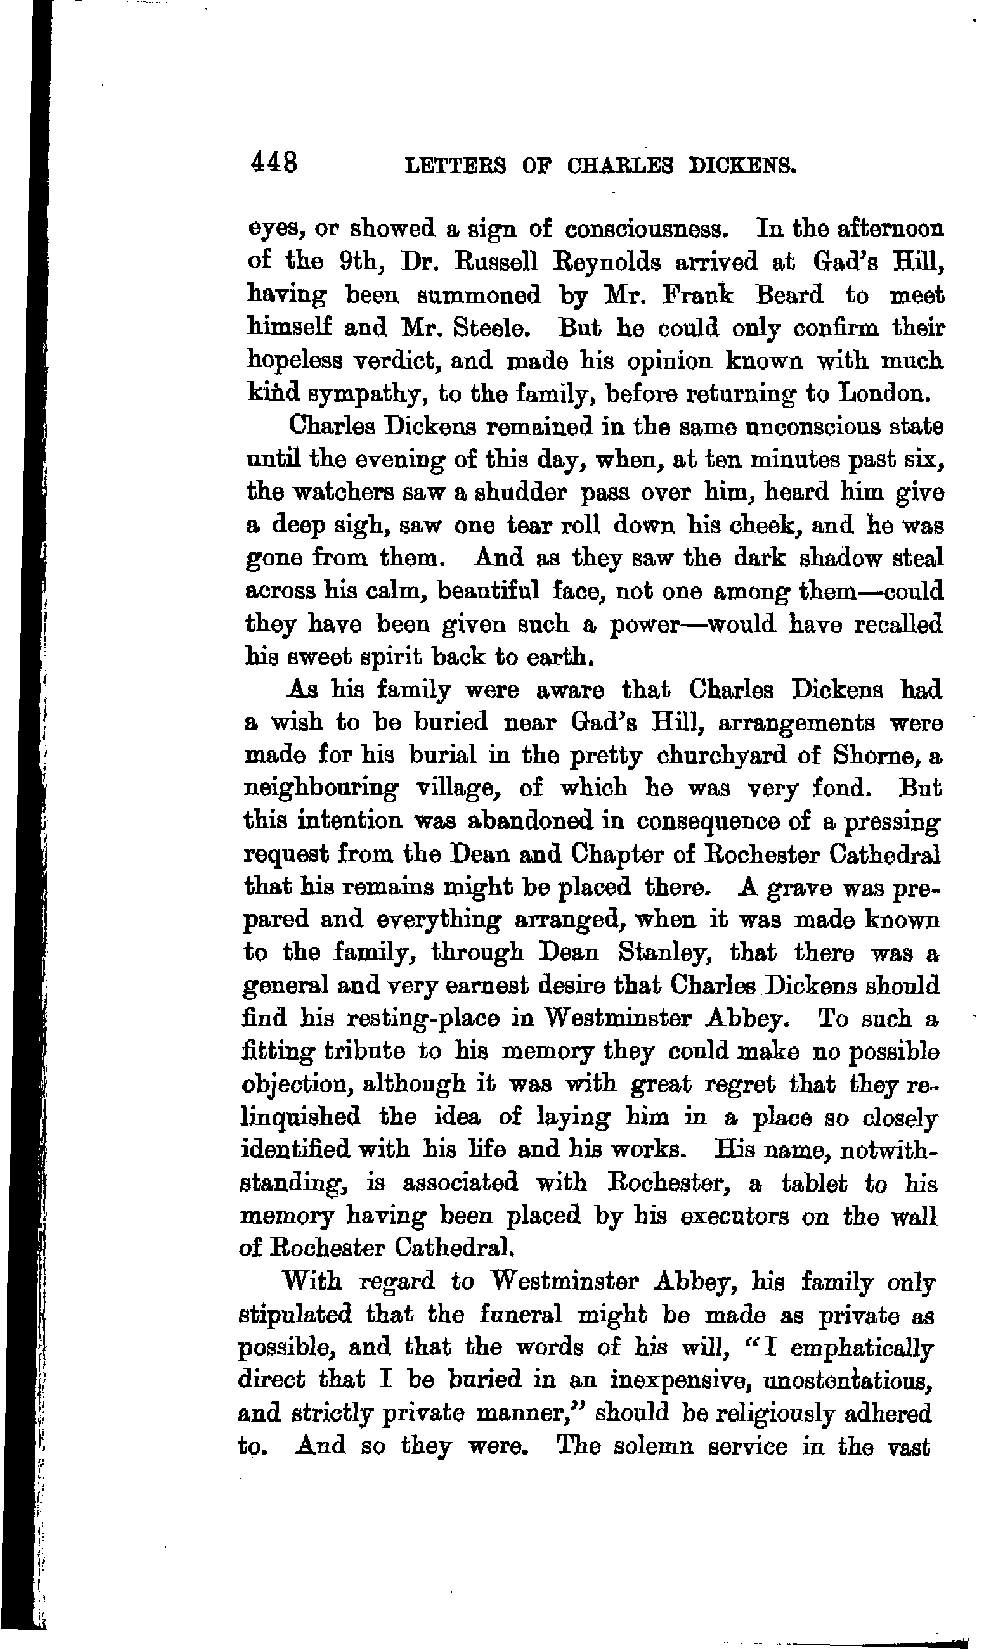 448 LETTERS OF CHARLES DICKENS.
eyes, or showed a sign of consciousness. In the afternoon
of the 9th, Dr. Russell Reynolds arrived at Gad's Hill,
having been summoned by Mr. Frank Beard to meet
himself and Mr. Steele. But he could only confirm their
hopeless verdict, and made his opinion known with much
kind sympathy, to the family, before returning to London.
Charles Dickens remained in the same unconscious state
until the evening of this day, when, at ten minutes past six,
the watchers saw a shudder pass over him, heard him give
a deep sigh, saw one tear roll down his cheek, and he was
gone from them. And as they saw the dark shadow steal
across his calm, beautiful face, not one among them—could
they have been given such a power—would have recalled
his sweet spirit back to earth.
As his family were aware that Charles Dickens had
a wish to be buried near Gad's Hill, arrangements were
made for his burial in the pretty churchyard of Shorne, a
neighbouring village, of which he was very fond. But
this intention was abandoned in consequence of a pressing
request from the Dean and Chapter of Rochester Cathedral
that his remains might be placed there. A grave was pre-
pared and everything arranged, when it was made known
to the family, through Dean Stanley, that there was a
general and very earnest desire that Charles Dickens should
find his resting-place in Westminster Abbey. To such a
fitting tribute to his memory they could make no possible
objection, although it was with great regret that they re-
linquished the idea of laying him in a place so closely
identified with his life and his works. His name, notwith-
standing, is associated with Rochester, a tablet to his
memory having been placed by his executors on the wall
of Rochester Cathedral.
With regard to Westminster Abbey, his family only
stipulated that the funeral might be made as private as
possible, and that the words of his will, "I emphatically
direct that I be buried in an inexpensive, unostentatious,
and strictly private manner," should be religiously adhered
to. And so they were. The solemn service in the vast